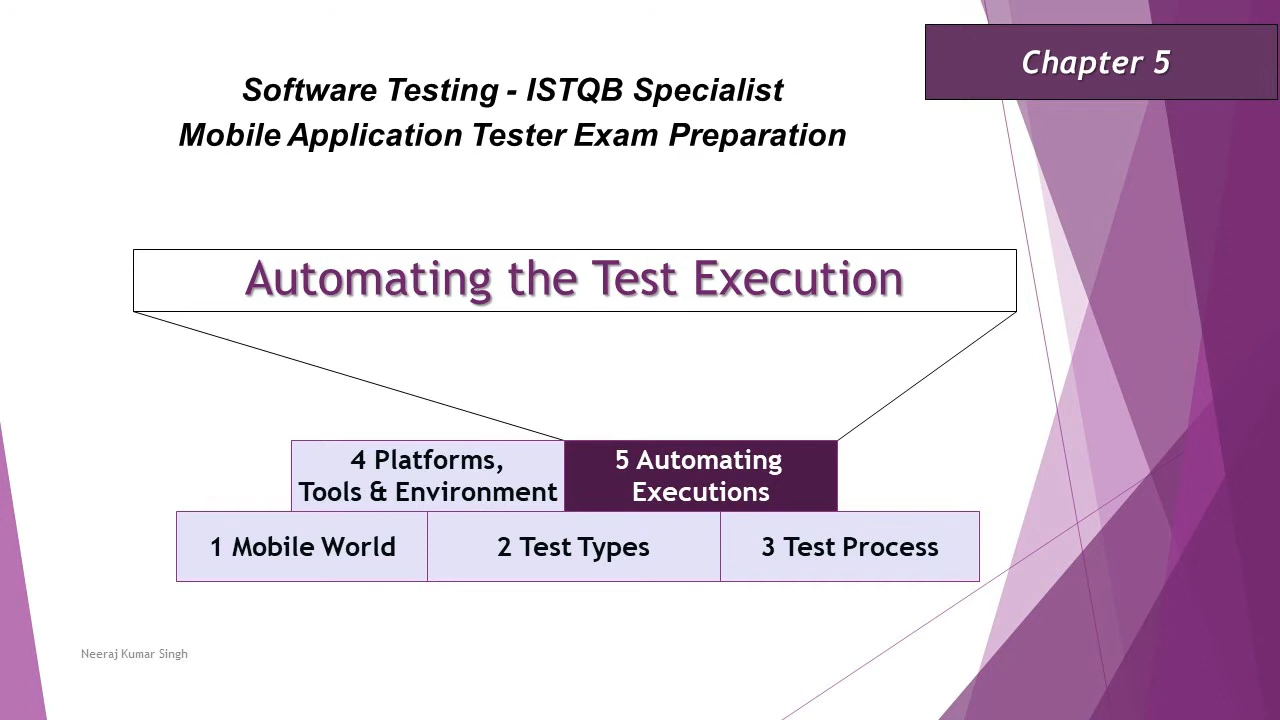 Chapter 5
Software Testing - ISTQB Specialist
Mobile Application Tester Exam Preparation
Automating the Test Execution
4 Platforms,
Tools & Environment
5 Automating
Executions
1 Mobile World
2 Test Types
3 Test Process
Neeraj Kumar Singh